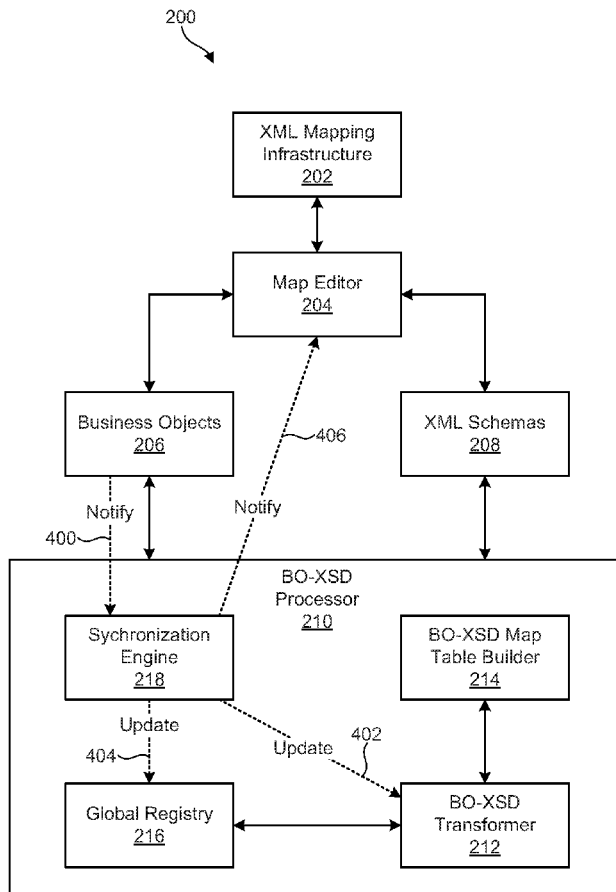 200
XML Mapping
Infrastructure
202
Map Editor
204
Business Objects
206
XML Schemas
208
406
Notify
Notify
400
BO-XSD
Processor
210
Sychronization
Engine
218
BO-XSD Map
Table Builder
214
Update
404
Update
402
Global Registry
216
BO-XSD
Transformer
212